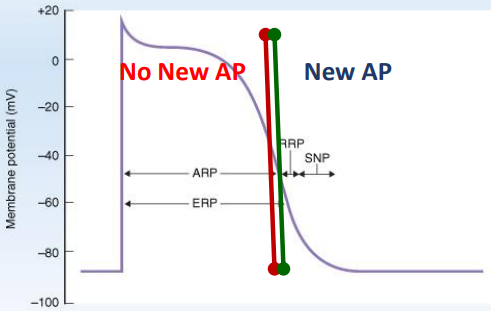 +20
0
−20
−40
−60
−80
−100
Membrane potential (mV)
No New AP
New AP
RRP
SNP
ARP
ERP